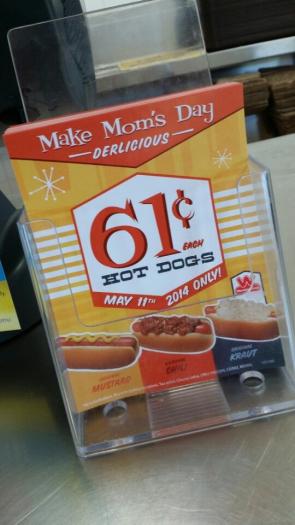 Make Mom's Day
DERLICIOUS
61¢
EACH
HOT DOGS
MAY 11TH 2014 ONLY!
MUSTARD
CHILI
KRAUT